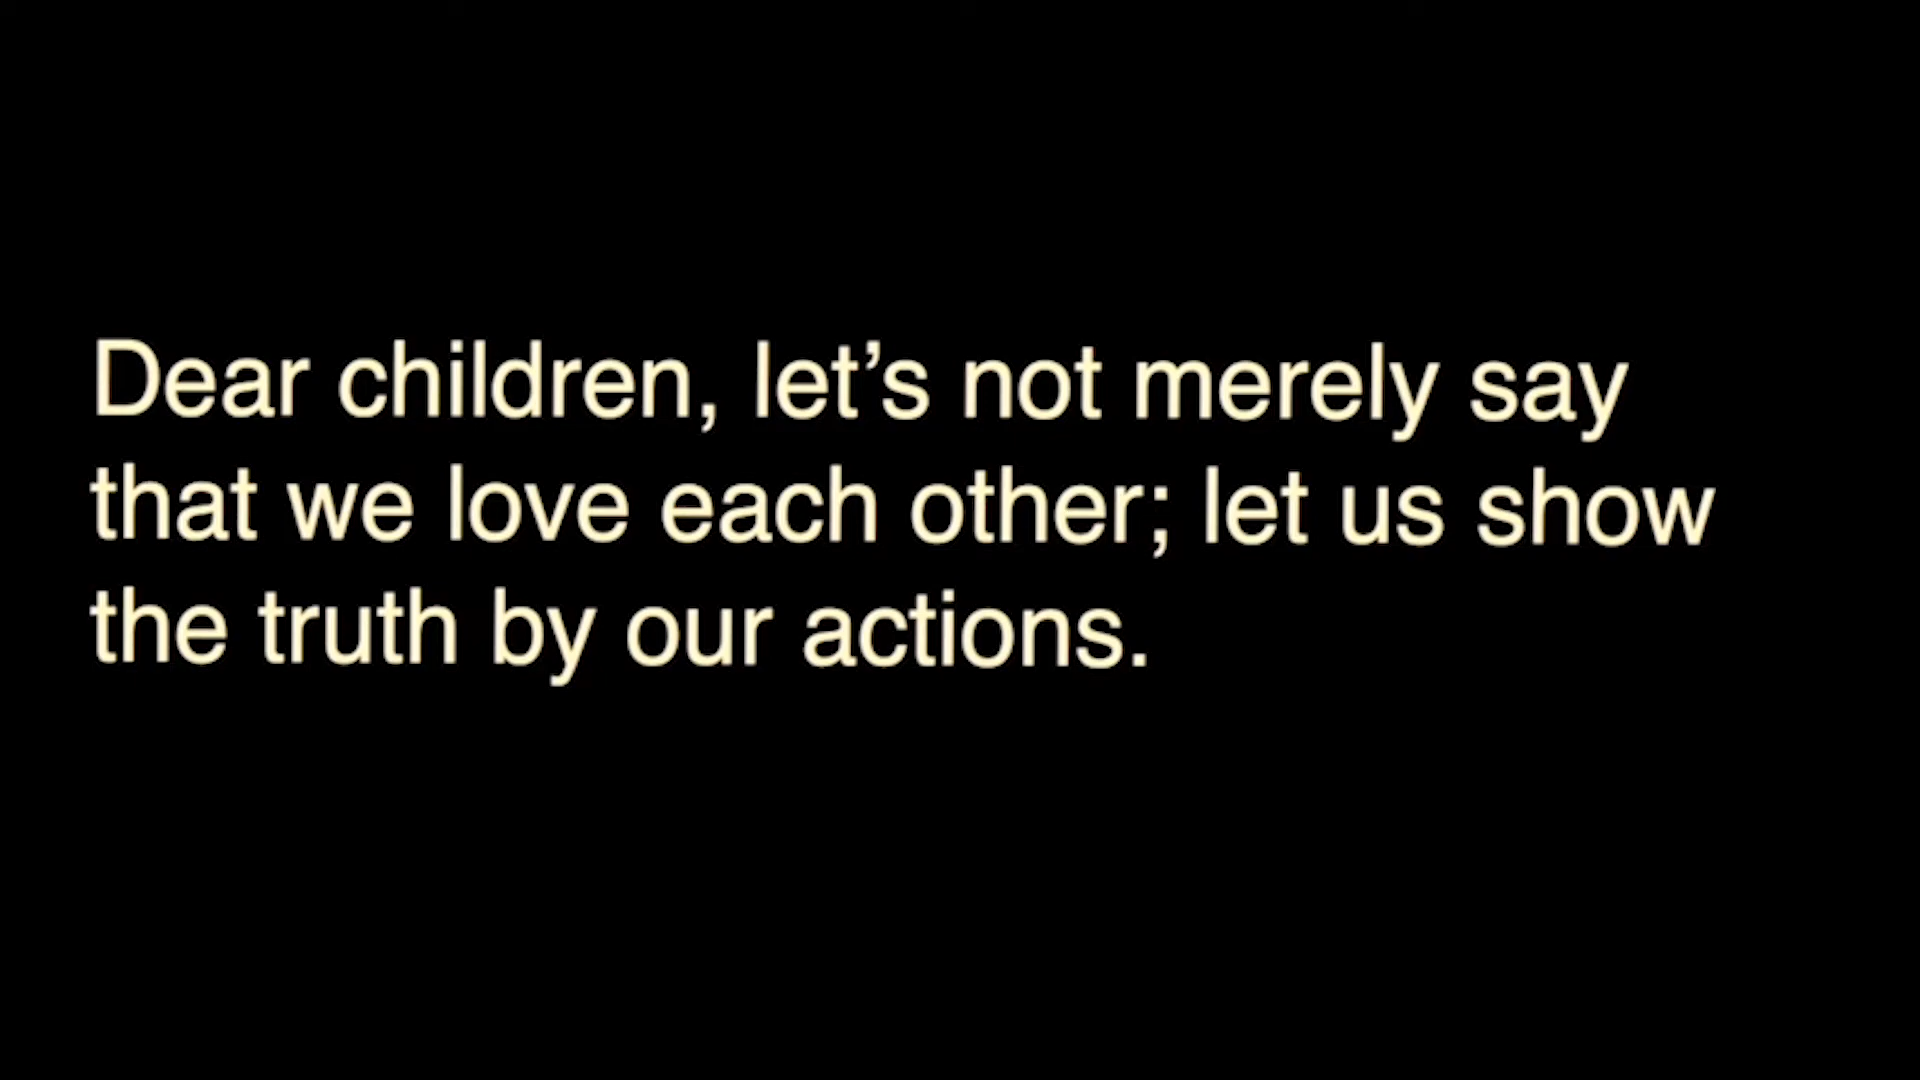 Dear children, let’s not merely say
that we love each other; let us show
the truth by our actions.